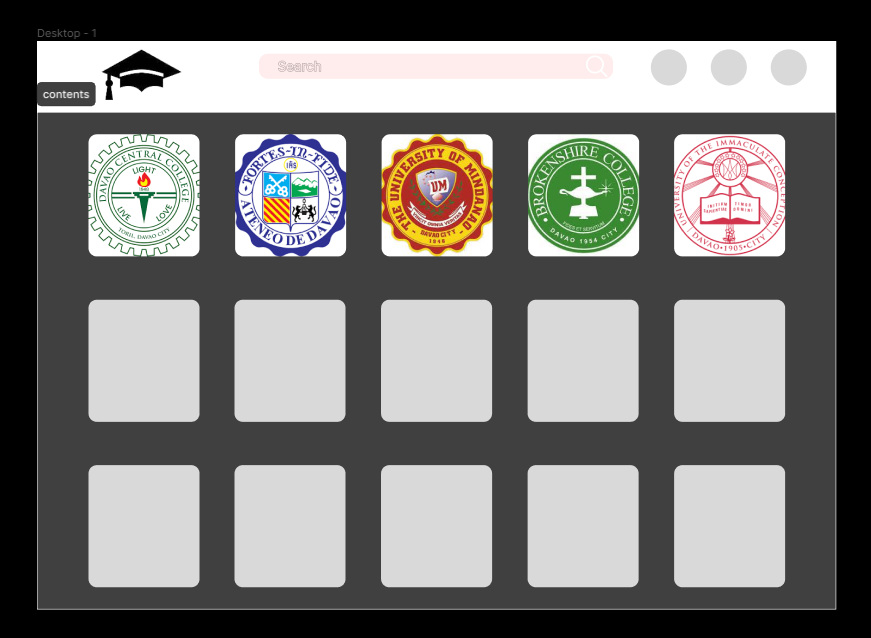 Desktop - 1
Search
contents
DAVAO CENTRAL COLLEGE
LIGHT
1948
LIVE
LOVE
TORIL, DAVAO CITY
FORTES-IN-FIDE
IHS
ATENEO DE DAVAO
THE UNIVERSITY OF MINDANAO
UM
DAVAO CITY
1946
BROKENSHIRE COLLEGE
DAVAO 1954 CITY
UNIVERSITY OF THE IMMACULATE CONCEPTION
INITIUM
SAPIENTIAE
TIMOR
DOMINI
DAVAO•1905•CITY